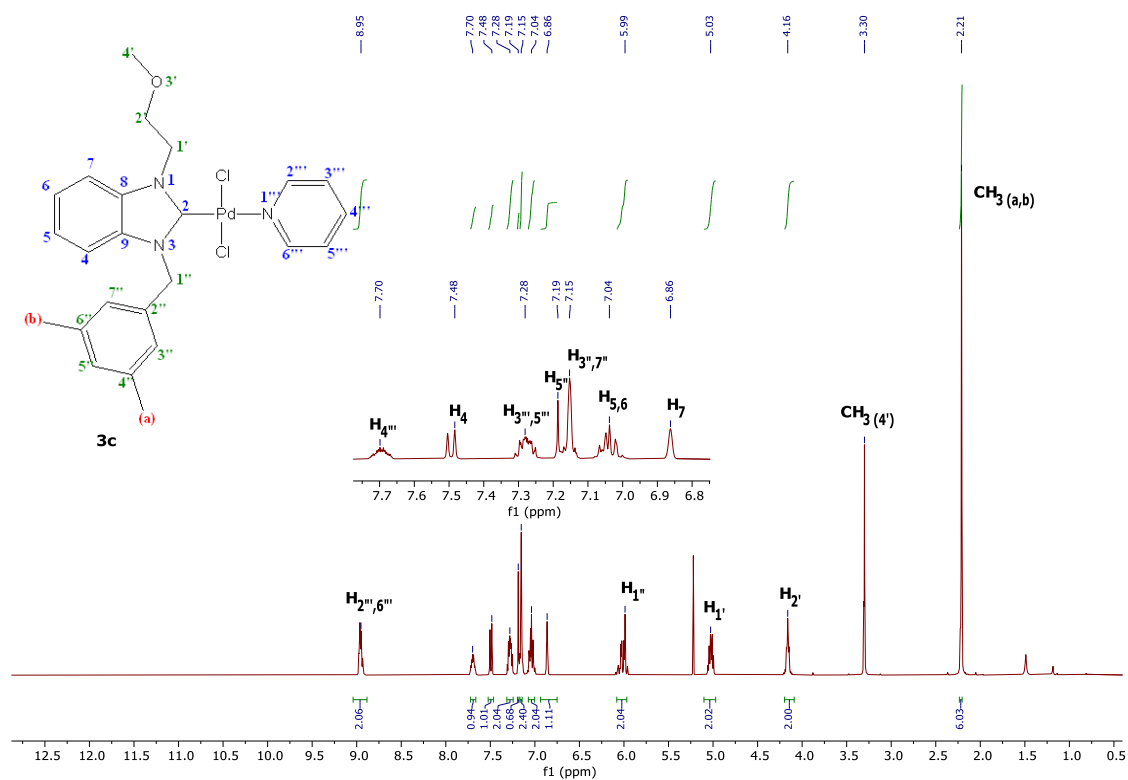 8.95 7.70 7.48 7.28 7.19 7.15 7.04 6.86 5.99 5.03 4.16 3.30 2.21
4'
O 3'
2'
1'
7
6
8
N 1
Cl
2'''
3'''
2
Pd
1'''
N
4'''
5
9
N 3
Cl
6'''
5'''
4
1''
7''
2''
(b)
6''
3''
5''
4''
(a)
3c
CH3 (a,b)
7.70 7.48 7.28 7.19 7.15 7.04 6.86
H4'''
H4
H3''',5'''
H5''
H3'',7''
H5,6
H7
CH3 (4')
7.7 7.6 7.5 7.4 7.3 7.2 7.1 7.0 6.9 6.8
f1 (ppm)
H2''',6'''
H1''
H1'
H2'
2.06 0.94 1.01 2.04 0.68 2.40 2.04 1.11 2.04 2.02 2.00 6.03
12.5 12.0 11.5 11.0 10.5 10.0 9.5 9.0 8.5 8.0 7.5 7.0 6.5 6.0 5.5 5.0 4.5 4.0 3.5 3.0 2.5 2.0 1.5 1.0 0.5
f1 (ppm)